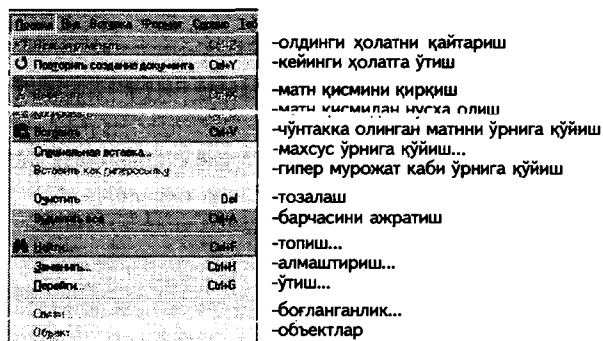 Правка Вид Вставка Формат Сервис Таб
Ctrl+Z -олдинги ҳолатни қайтариш
Повторить создание документа Ctrl+Y -кейинги ҳолатга ўтиш
-матн қисмини қирқиш
-матн қисмидан нусха олиш
Вставить Ctrl+V -чўнтакка олинган матнни ўрнига қўйиш
Специальная вставка... -махсус ўрнига қўйиш...
Вставить как гиперссылку -гипер мурожат каби ўрнига қўйиш
Очистить Del -тозалаш
Выделить все Ctrl+A -барчасини ажратиш
Найти... Ctrl+F -топиш...
Заменить... Ctrl+H -алмаштириш...
Перейти... Ctrl+G -ўтиш...
Связи... -боғланганлик...
Объект -объектлар